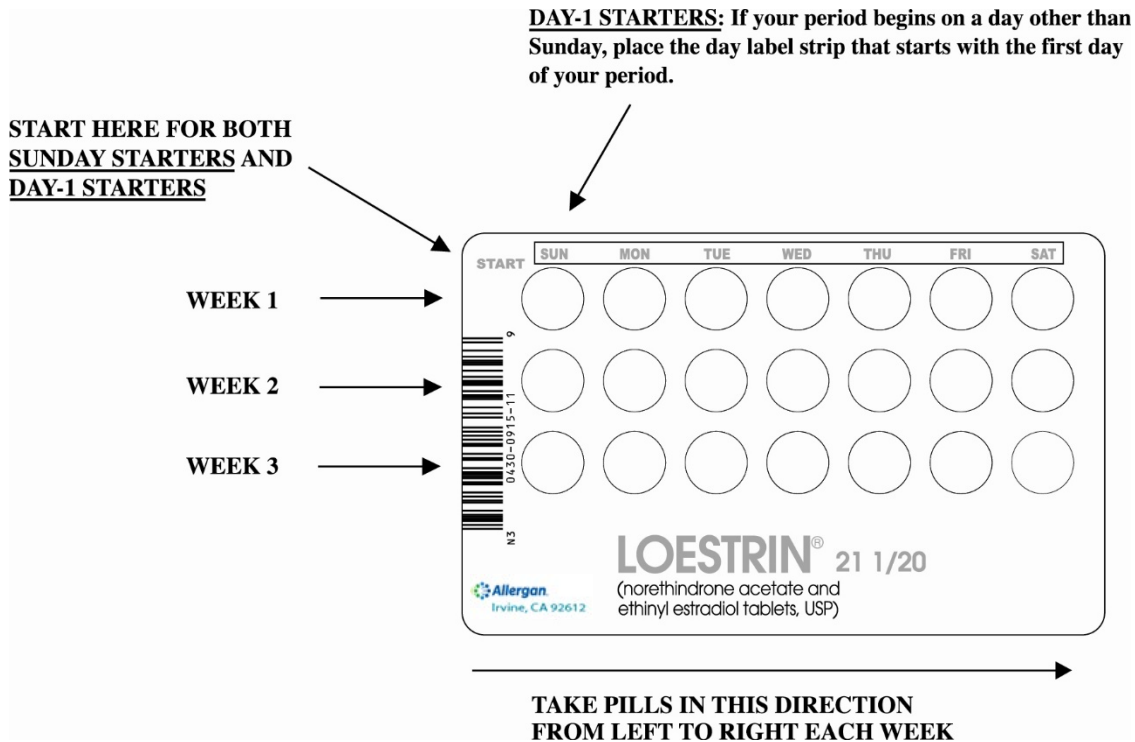 DAY-1 STARTERS: If your period begins on a day other than
Sunday, place the day label strip that starts with the first day
of your period.
START HERE FOR BOTH
SUNDAY STARTERS AND
DAY-1 STARTERS
START SUN MON TUE WED THU FRI SAT
WEEK 1
WEEK 2
WEEK 3
9
0430-0915-11
N3
LOESTRIN® 21 1/20
(norethindrone acetate and
ethinyl estradiol tablets, USP)
Allergan
Irvine, CA 92612
TAKE PILLS IN THIS DIRECTION
FROM LEFT TO RIGHT EACH WEEK